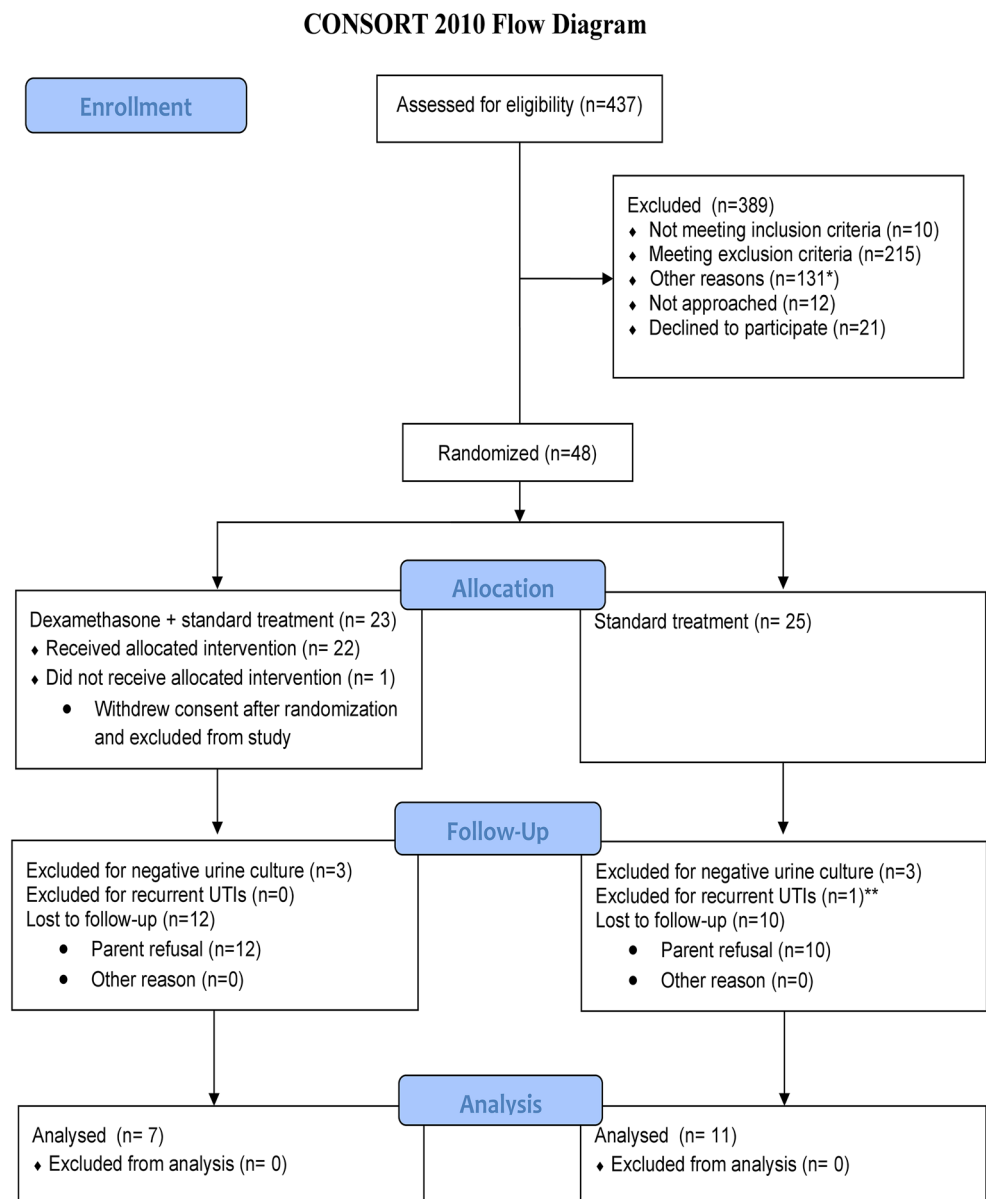 CONSORT 2010 Flow Diagram
Enrollment
Assessed for eligibility (n=437)
Excluded (n=389)
♦ Not meeting inclusion criteria (n=10)
♦ Meeting exclusion criteria (n=215)
♦ Other reasons (n=131*)
♦ Not approached (n=12)
♦ Declined to participate (n=21)
Randomized (n=48)
Allocation
Dexamethasone + standard treatment (n= 23)
♦ Received allocated intervention (n= 22)
♦ Did not receive allocated intervention (n= 1)
● Withdrew consent after randomization
and excluded from study
Standard treatment (n= 25)
Follow-Up
Excluded for negative urine culture (n=3)
Excluded for recurrent UTIs (n=0)
Lost to follow-up (n=12)
● Parent refusal (n=12)
● Other reason (n=0)
Excluded for negative urine culture (n=3)
Excluded for recurrent UTIs (n=1)**
Lost to follow-up (n=10)
● Parent refusal (n=10)
● Other reason (n=0)
Analysis
Analysed (n= 7)
♦ Excluded from analysis (n= 0)
Analysed (n= 11)
♦ Excluded from analysis (n= 0)